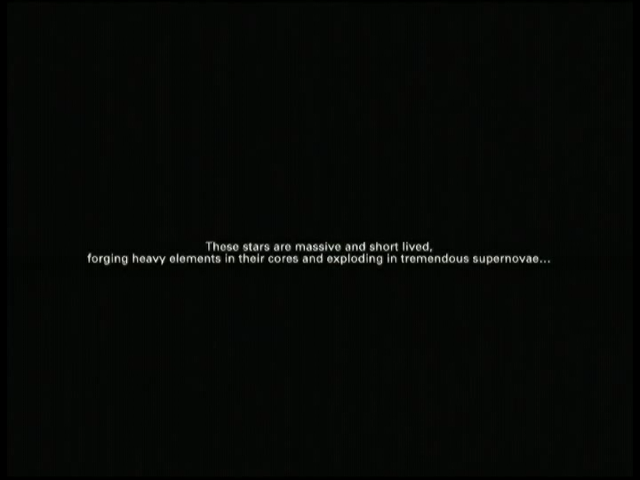 These stars are massive and short lived,
forging heavy elements in their cores and exploding in tremendous supernovae...